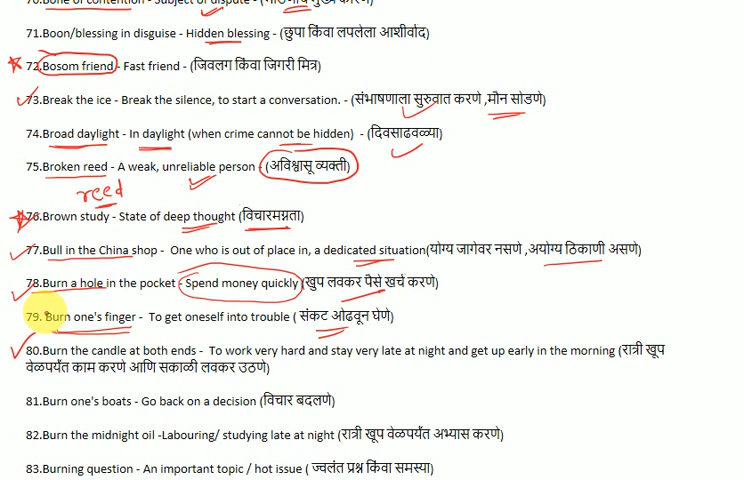 70.Bone of contention - Subject of dispute -
71.Boon/blessing in disguise - Hidden blessing - (छुपा किंवा लपलेला आशीर्वाद)
72.Bosom friend - Fast friend - (जिवलग किंवा जिगरी मित्र)
73.Break the ice - Break the silence, to start a conversation. - (संभाषणाला सुरुवात करणे ,मौन सोडणे)
74.Broad daylight - In daylight (when crime cannot be hidden) - (दिवसाढवळ्या)
75.Broken reed - A weak, unreliable person - (अविश्वासू व्यक्ती)
reed
76.Brown study - State of deep thought (विचारमग्नता)
77.Bull in the China shop - One who is out of place in, a dedicated situation(योग्य जागेवर नसणे ,अयोग्य ठिकाणी असणे)
78.Burn a hole in the pocket - Spend money quickly (खुप लवकर पैसे खर्च करणे)
79. Burn one's finger - To get oneself into trouble ( संकट ओढवून घेणे)
80.Burn the candle at both ends - To work very hard and stay very late at night and get up early in the morning (रात्री खूप
वेळपर्यंत काम करणे आणि सकाळी लवकर उठणे)
81.Burn one's boats - Go back on a decision (विचार बदलणे)
82.Burn the midnight oil -Labouring/ studying late at night (रात्री खूप वेळपर्यंत अभ्यास करणे)
83.Burning question - An important topic / hot issue ( ज्वलंत प्रश्न किंवा समस्या)